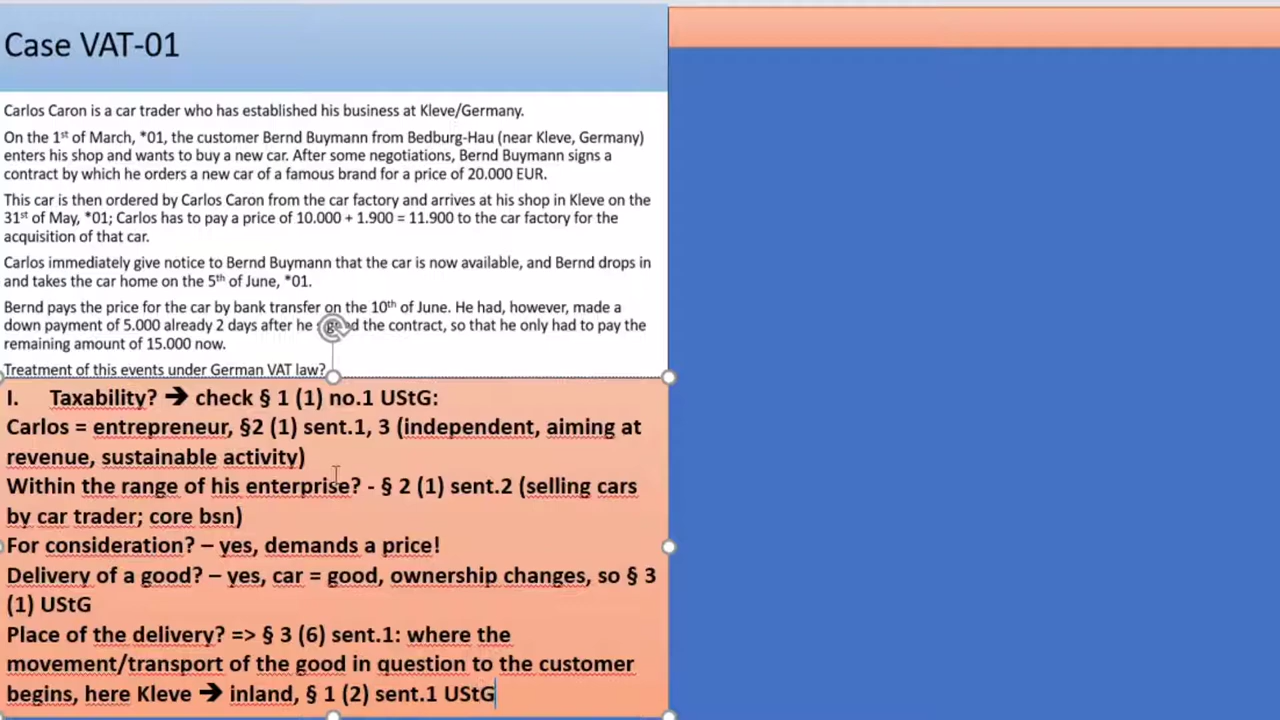 Case VAT-01
Carlos Caron is a car trader who has established his business at Kleve/Germany.
On the 1st of March, *01, the customer Bernd Buymann from Bedburg-Hau (near Kleve, Germany)
enters his shop and wants to buy a new car. After some negotiations, Bernd Buymann signs a
contract by which he orders a new car of a famous brand for a price of 20.000 EUR.
This car is then ordered by Carlos Caron from the car factory and arrives at his shop in Kleve on the
31st of May, *01; Carlos has to pay a price of 10.000 + 1.900 = 11.900 to the car factory for the
acquisition of that car.
Carlos immediately give notice to Bernd Buymann that the car is now available, and Bernd drops in
and takes the car home on the 5th of June, *01.
Bernd pays the price for the car by bank transfer on the 10th of June. He had, however, made a
down payment of 5.000 already 2 days after he the contract, so that he only had to pay the
remaining amount of 15.000 now.
Treatment of this events under German VAT law?
I. Taxability? ➔ check § 1 (1) no.1 UStG:
Carlos = entrepreneur, §2 (1) sent.1, 3 (independent, aiming at
revenue, sustainable activity)
Within the range of his enterprise? - § 2 (1) sent.2 (selling cars
by car trader; core bsn)
For consideration? – yes, demands a price!
Delivery of a good? – yes, car = good, ownership changes, so § 3
(1) UStG
Place of the delivery? => § 3 (6) sent.1: where the
movement/transport of the good in question to the customer
begins, here Kleve ➔ inland, § 1 (2) sent.1 UStG